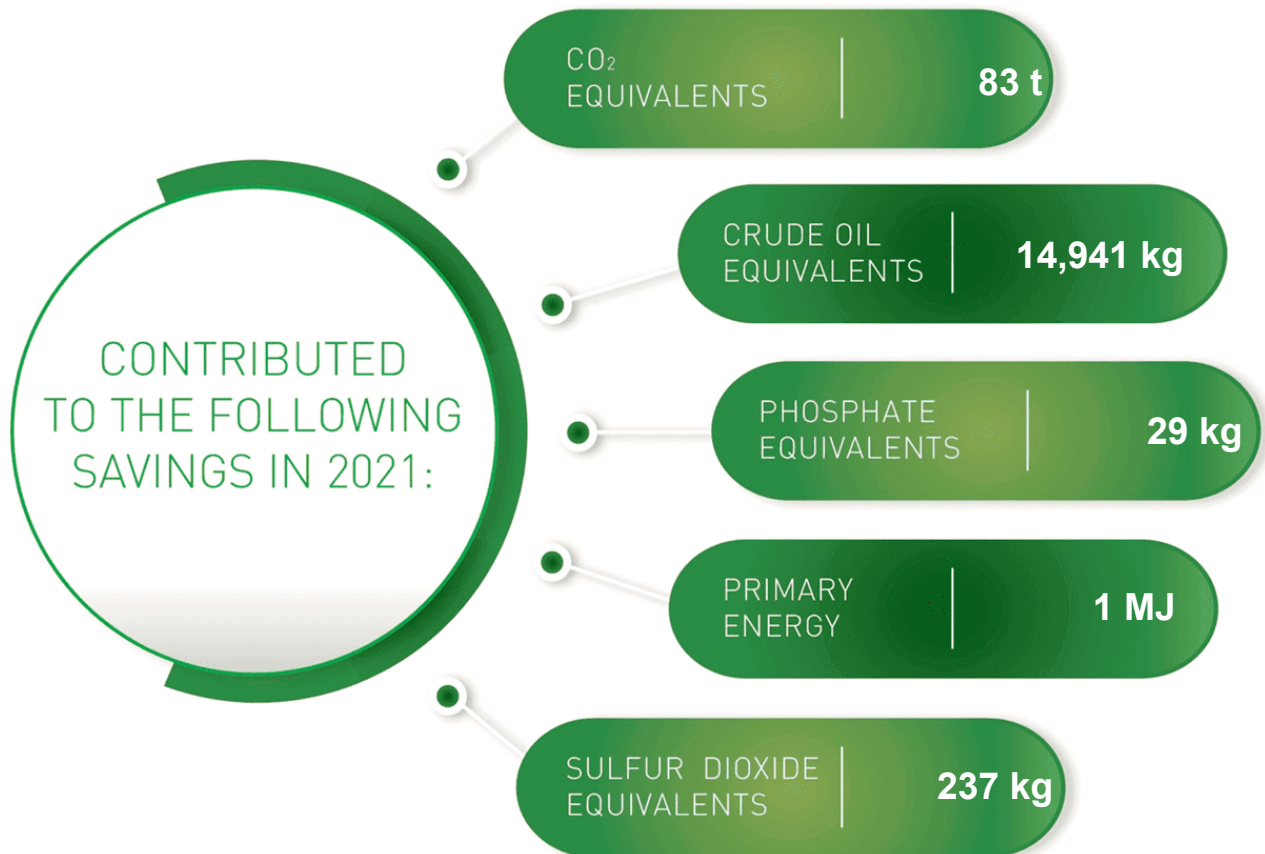 CONTRIBUTED
TO THE FOLLOWING
SAVINGS IN 2021:
CO₂
EQUIVALENTS
83 t
CRUDE OIL
EQUIVALENTS
14,941 kg
PHOSPHATE
EQUIVALENTS
29 kg
PRIMARY
ENERGY
1 MJ
SULFUR DIOXIDE
EQUIVALENTS
237 kg